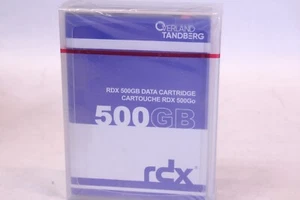 OVERLAND
TANDBERG
RDX 500GB DATA CARTRIDGE
CARTOUCHE RDX 500Go
500GB
rdx